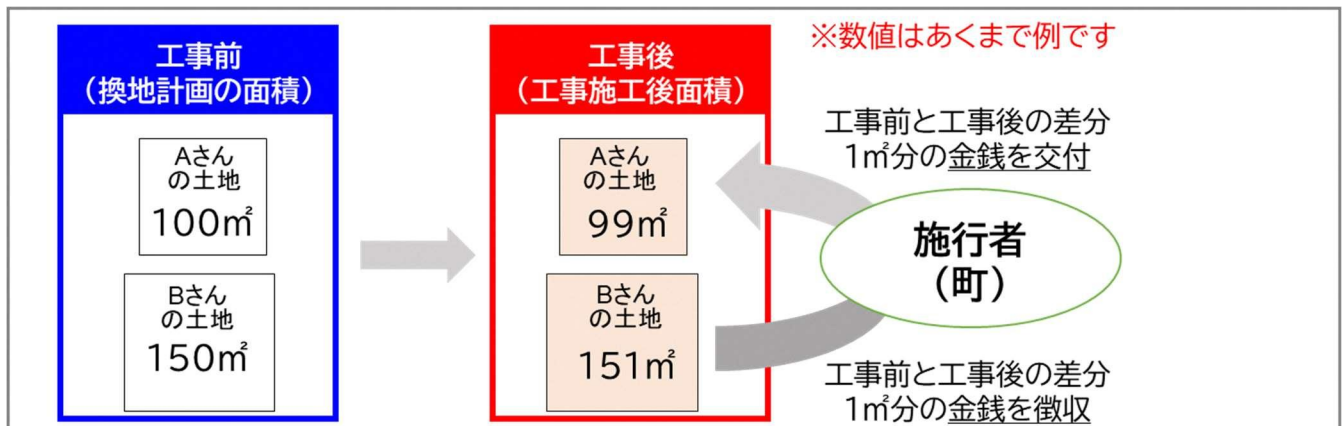 工事前
（換地計画の面積）
Aさん
の土地
100㎡
Bさん
の土地
150㎡
工事後
（工事施工後面積）
Aさん
の土地
99㎡
Bさん
の土地
151㎡
※数値はあくまで例です
工事前と工事後の差分
1㎡分の金銭を交付
施行者
（町）
工事前と工事後の差分
1㎡分の金銭を徴収